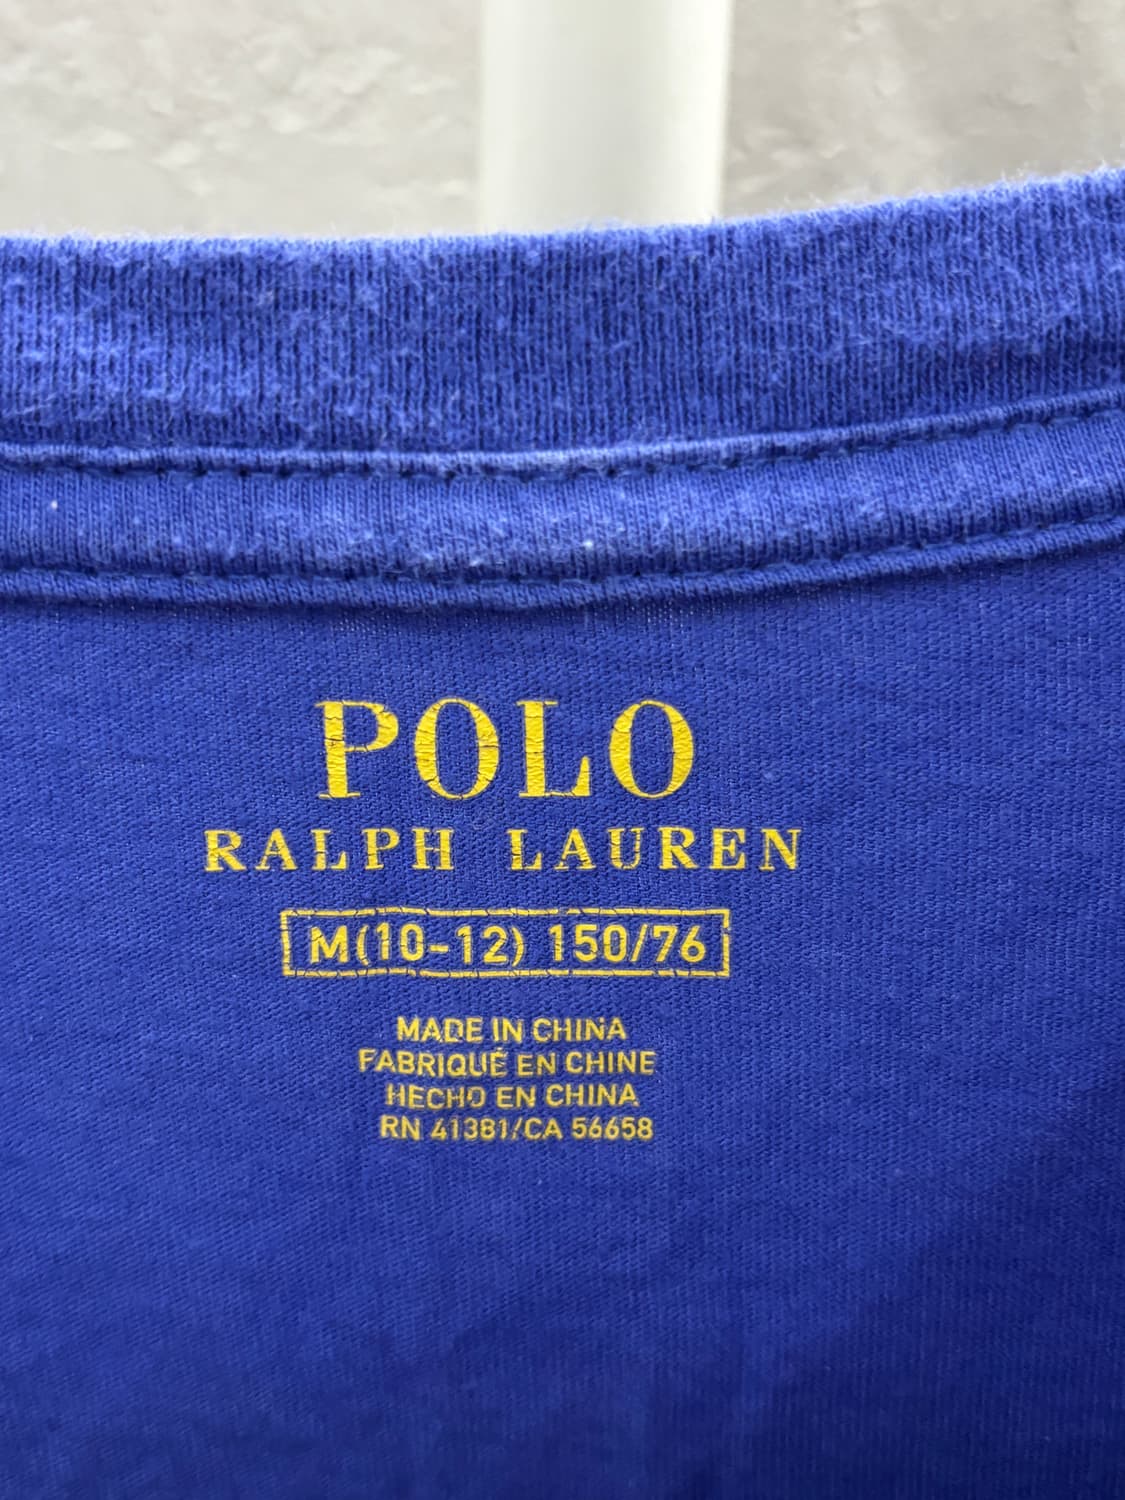 POLO
RALPH LAUREN
M(10-12) 150/76
MADE IN CHINA
FABRIQUÉ EN CHINE
HECHO EN CHINA
RN 41381/CA 56658